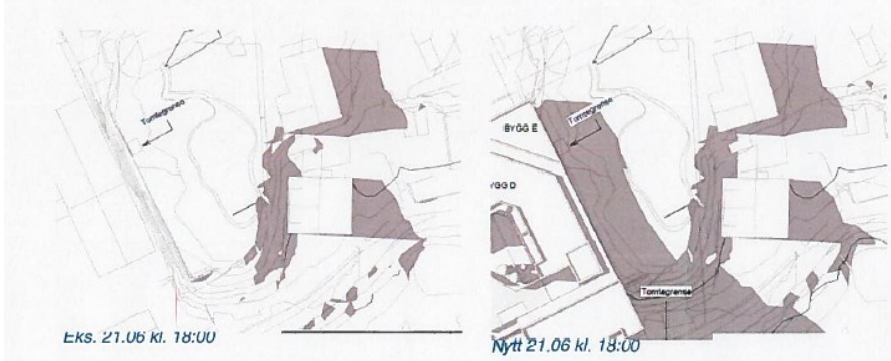 Tomtegrense
Eks. 21.06 kl. 18:00
Tomtegrense
BYGG E
YGG D
Tomtegrense
Nytt 21.06 kl. 18:00